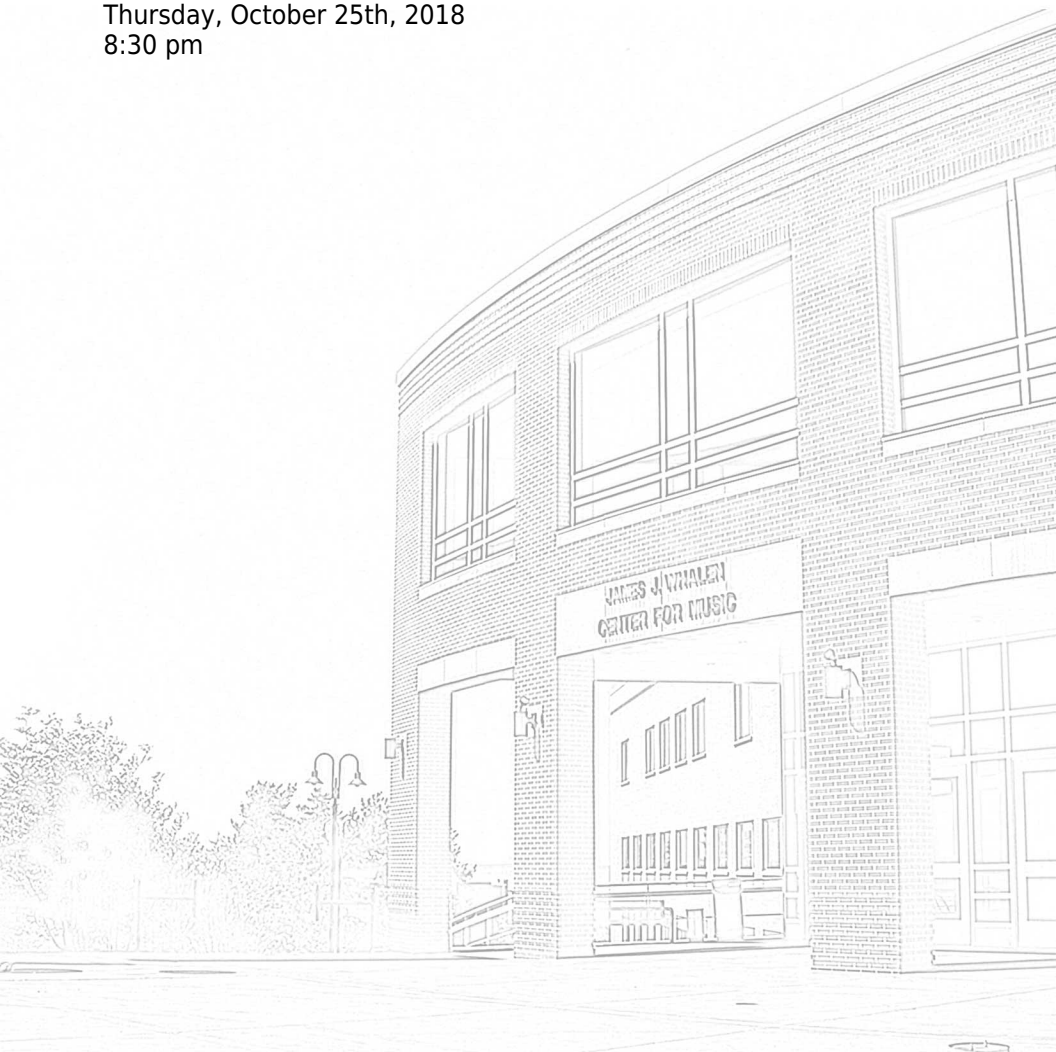 Thursday, October 25th, 2018
8:30 pm
JAMES J. WHALEN
CENTER FOR MUSIC